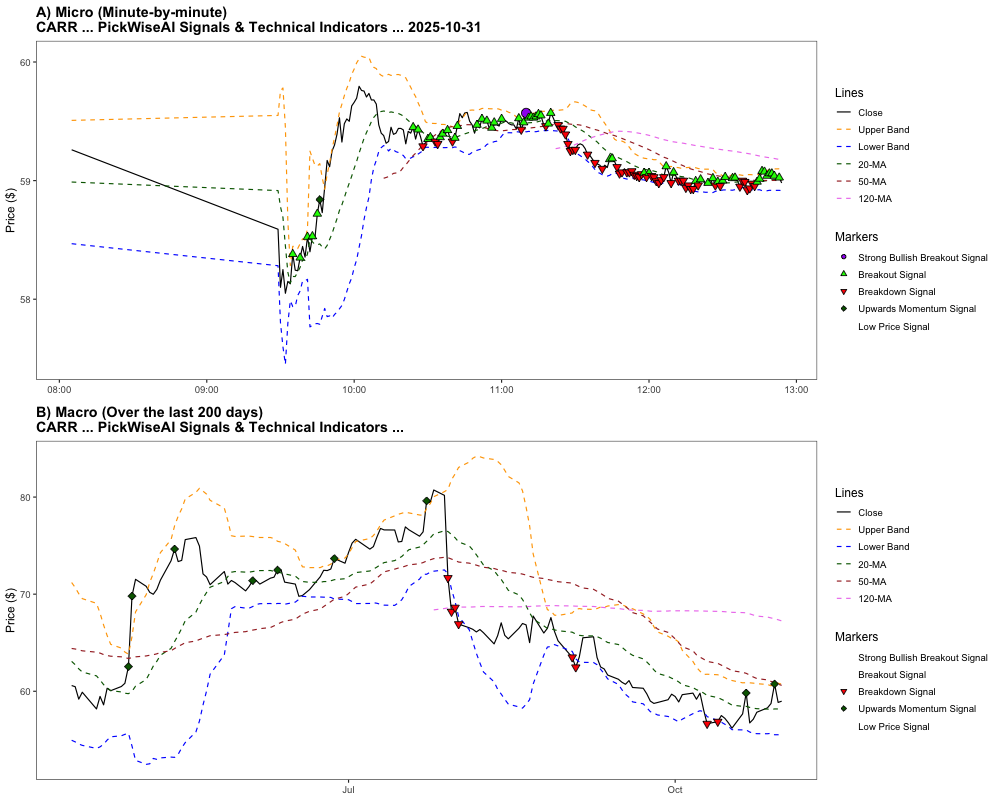 A) Micro (Minute-by-minute)
CARR ... PickWiseAI Signals & Technical Indicators ... 2025-10-31
Price ($)
60
59
58
08:00
09:00
10:00
11:00
12:00
13:00
Lines
Close
Upper Band
Lower Band
20-MA
50-MA
120-MA
Markers
Strong Bullish Breakout Signal
Breakout Signal
Breakdown Signal
Upwards Momentum Signal
Low Price Signal
B) Macro (Over the last 200 days)
CARR ... PickWiseAI Signals & Technical Indicators ...
Price ($)
80
70
60
Jul
Oct
Lines
Close
Upper Band
Lower Band
20-MA
50-MA
120-MA
Markers
Strong Bullish Breakout Signal
Breakout Signal
Breakdown Signal
Upwards Momentum Signal
Low Price Signal